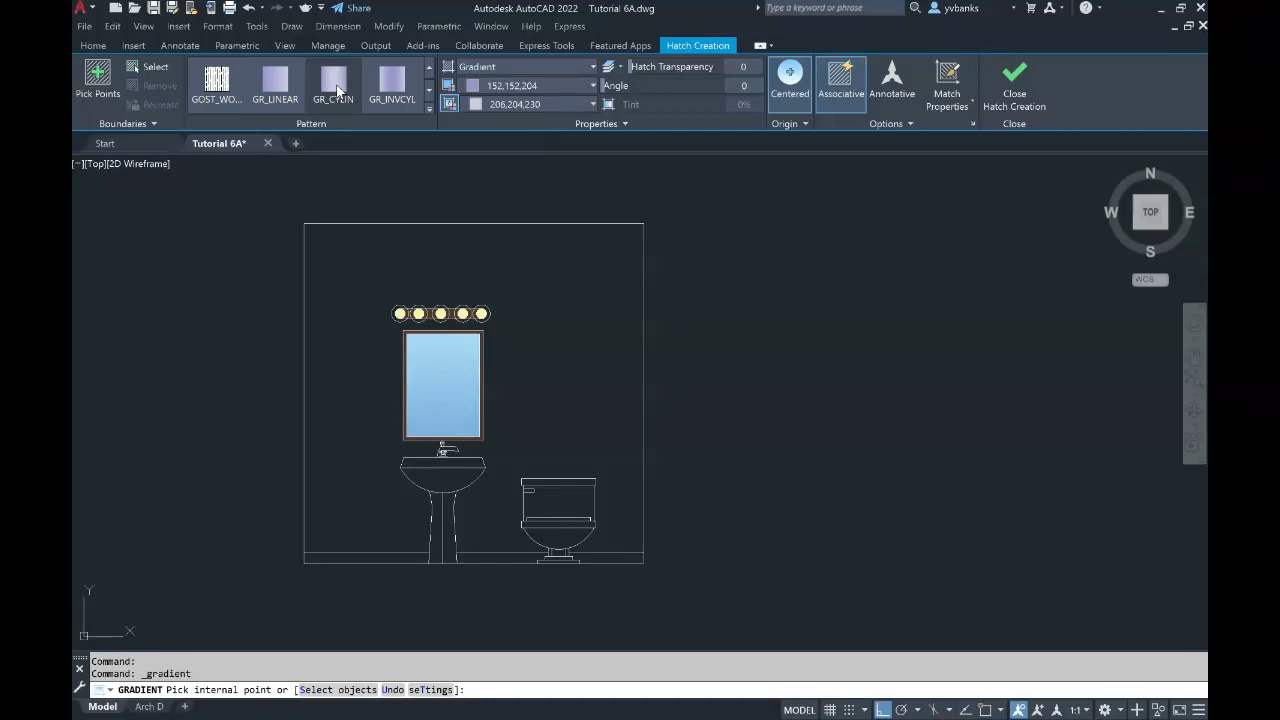 Share
Autodesk AutoCAD 2022 Tutorial 6A.dwg
Type a keyword or phrase
yvbanks
File Edit View Insert Format Tools Draw Dimension Modify Parametric Window Help Express
Home Insert Annotate Parametric View Manage Output Add-ins Collaborate Express Tools Featured Apps Hatch Creation
Pick Points
Select
Remove
Recreate
Boundaries
GOST_WO... GR_LINEAR GR_CYLIN GR_INVCYL
Pattern
Gradient
152,152,204
206,204,230
Hatch Transparency 0
Angle 0
Tint 0%
Properties
Centered
Origin
Associative
Annotative
Match
Properties
Options
Close
Hatch Creation
Close
Start
Tutorial 6A*
[−][Top][2D Wireframe]
N
W TOP E
S
WCS
Y
X
Command:
Command: _gradient
GRADIENT Pick internal point or [Select objects Undo seTtings]:
Model Arch D +
MODEL
1:1